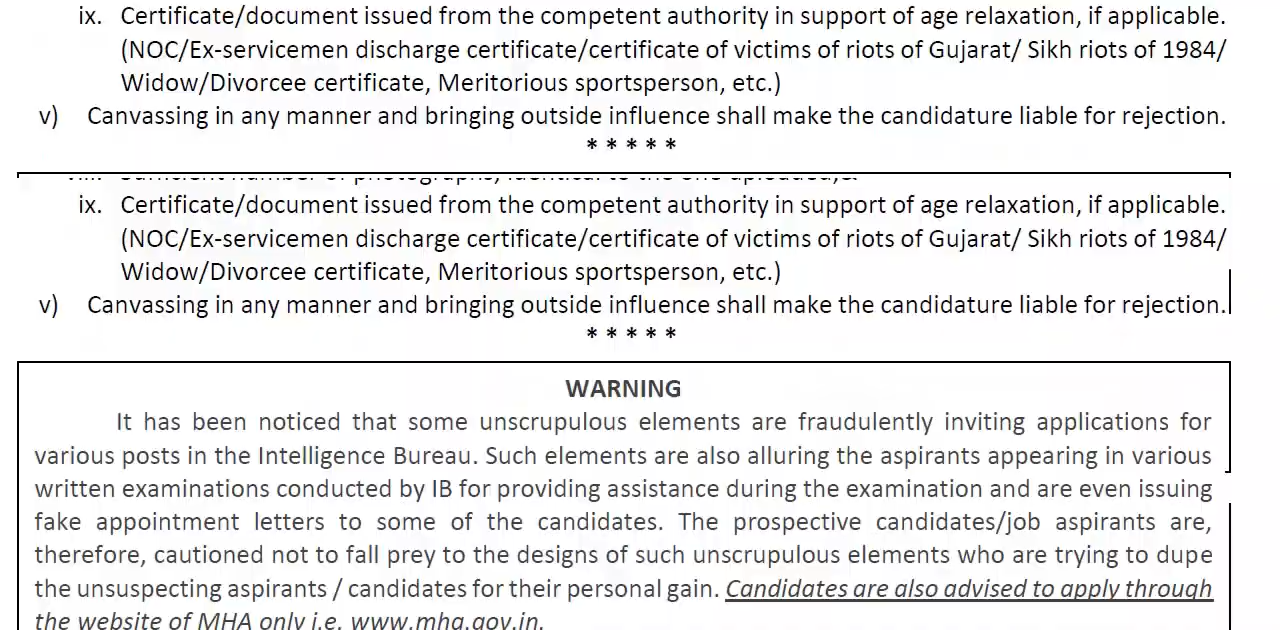 ix. Certificate/document issued from the competent authority in support of age relaxation, if applicable.
(NOC/Ex-servicemen discharge certificate/certificate of victims of riots of Gujarat/ Sikh riots of 1984/
Widow/Divorcee certificate, Meritorious sportsperson, etc.)
v) Canvassing in any manner and bringing outside influence shall make the candidature liable for rejection.
* * * * *
ix. Certificate/document issued from the competent authority in support of age relaxation, if applicable.
(NOC/Ex-servicemen discharge certificate/certificate of victims of riots of Gujarat/ Sikh riots of 1984/
Widow/Divorcee certificate, Meritorious sportsperson, etc.)
v) Canvassing in any manner and bringing outside influence shall make the candidature liable for rejection.
* * * * *
WARNING
It has been noticed that some unscrupulous elements are fraudulently inviting applications for
various posts in the Intelligence Bureau. Such elements are also alluring the aspirants appearing in various
written examinations conducted by IB for providing assistance during the examination and are even issuing
fake appointment letters to some of the candidates. The prospective candidates/job aspirants are,
therefore, cautioned not to fall prey to the designs of such unscrupulous elements who are trying to dupe
the unsuspecting aspirants / candidates for their personal gain. Candidates are also advised to apply through
the website of MHA only i.e. www.mha.gov.in.